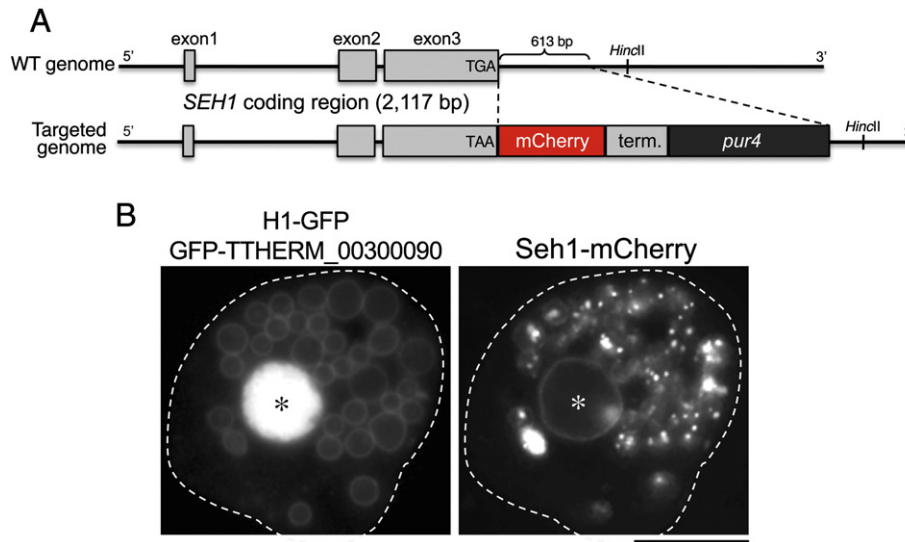 A
WT genome
5’
exon1
exon2
exon3
TGA
613 bp
HincII
3’
SEH1 coding region (2,117 bp)
Targeted
genome
5’
TAA
mCherry
term.
pur4
HincII
3’
B
H1-GFP
GFP-TTHERM_00300090
Seh1-mCherry
*
*